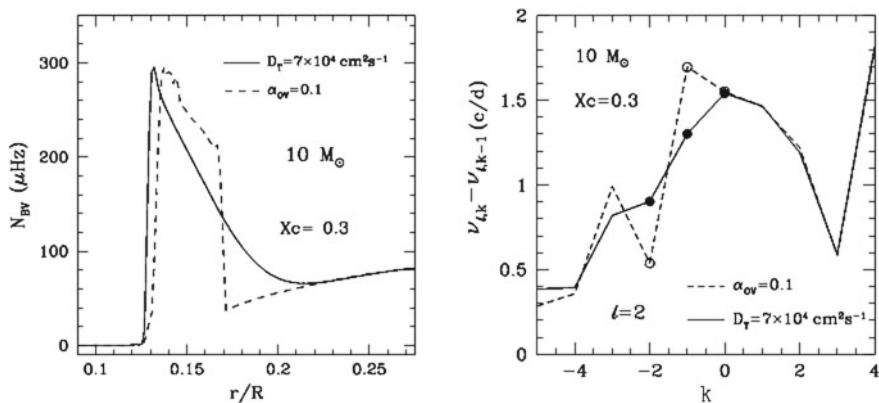 300
200
100
0
N_BV (μHz)
D_T=7×10⁴ cm²s⁻¹
α_ov=0.1
10 M☉
Xc= 0.3
0.1 0.15 0.2 0.25
r/R
2
1.5
1
0.5
0
ν_ℓ,k−ν_ℓ,k−1 (c/d)
10 M☉
Xc=0.3
α_ov=0.1
ℓ=2
D_T=7×10⁴ cm²s⁻¹
−4 −2 0 2 4
k